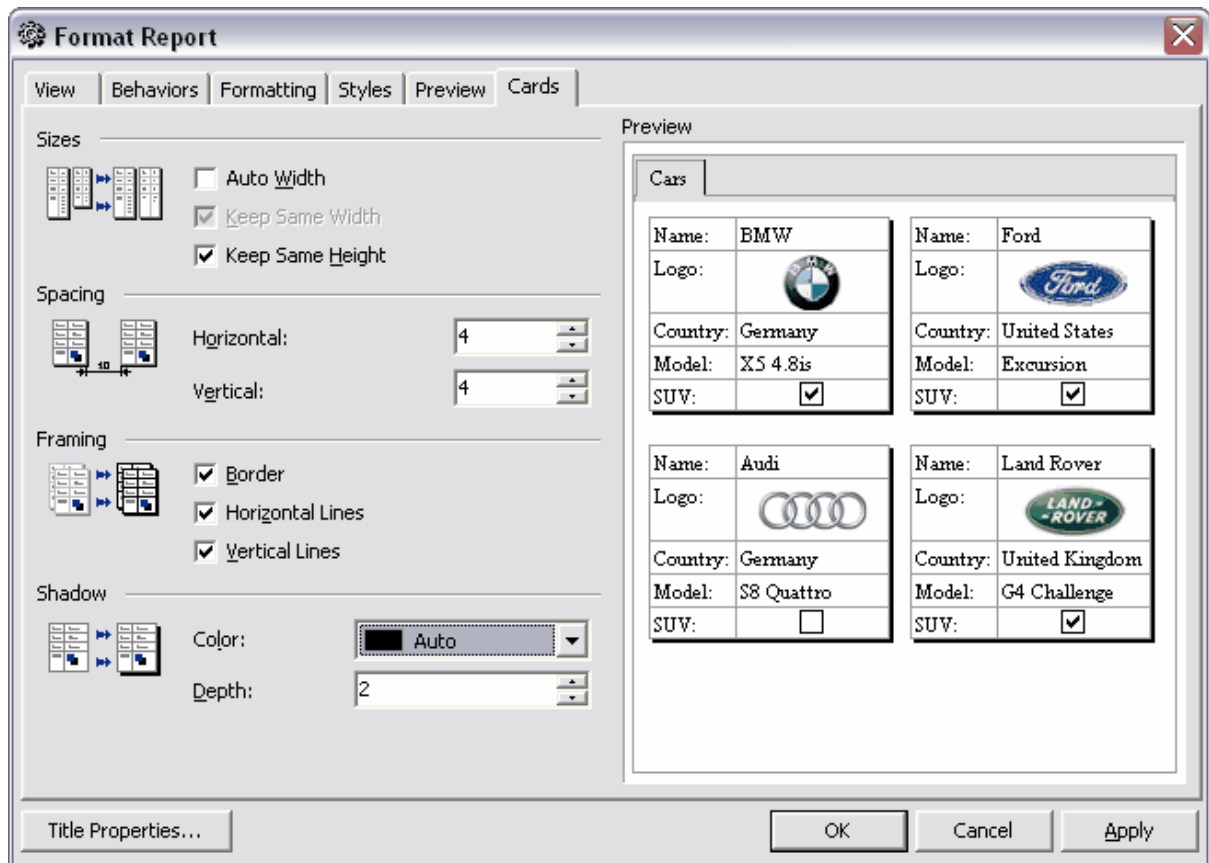 Format Report
View Behaviors Formatting Styles Preview Cards
Sizes
Auto Width
Keep Same Width
Keep Same Height
Spacing
10
Horizontal: 4
Vertical: 4
Framing
Border
Horizontal Lines
Vertical Lines
Shadow
Color: Auto
Depth: 2
Preview
Cars
Name: BMW
Logo: BMW
Country: Germany
Model: X5 4.8is
SUV:
Name: Ford
Logo: Ford
Country: United States
Model: Excursion
SUV:
Name: Audi
Logo:
Country: Germany
Model: S8 Quattro
SUV:
Name: Land Rover
Logo: LAND-
-ROVER
Country: United Kingdom
Model: G4 Challenge
SUV:
Title Properties... OK Cancel Apply